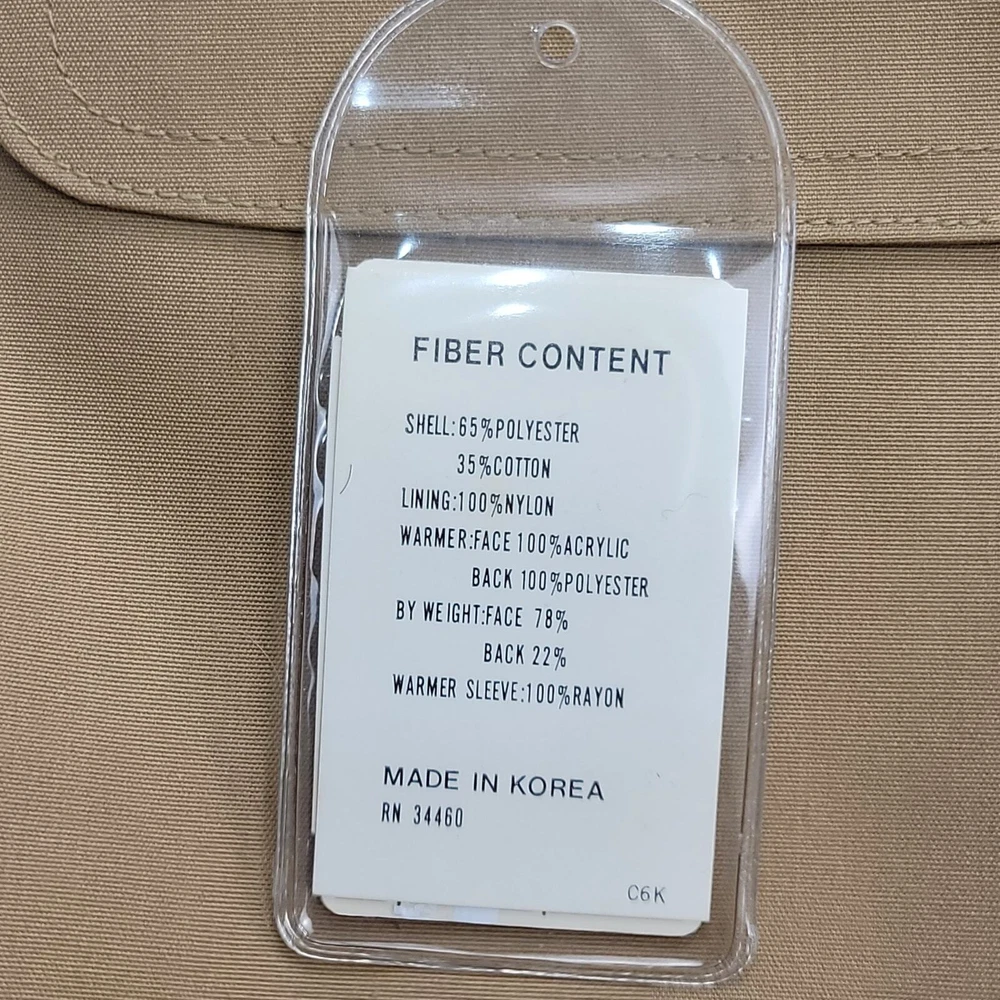 FIBER CONTENT
SHELL:65%POLYESTER
35%COTTON
LINING:100%NYLON
WARMER:FACE 100%ACRYLIC
BACK 100%POLYESTER
BY WEIGHT:FACE 78%
BACK 22%
WARMER SLEEVE:100%RAYON
MADE IN KOREA
RN 34460
C6K